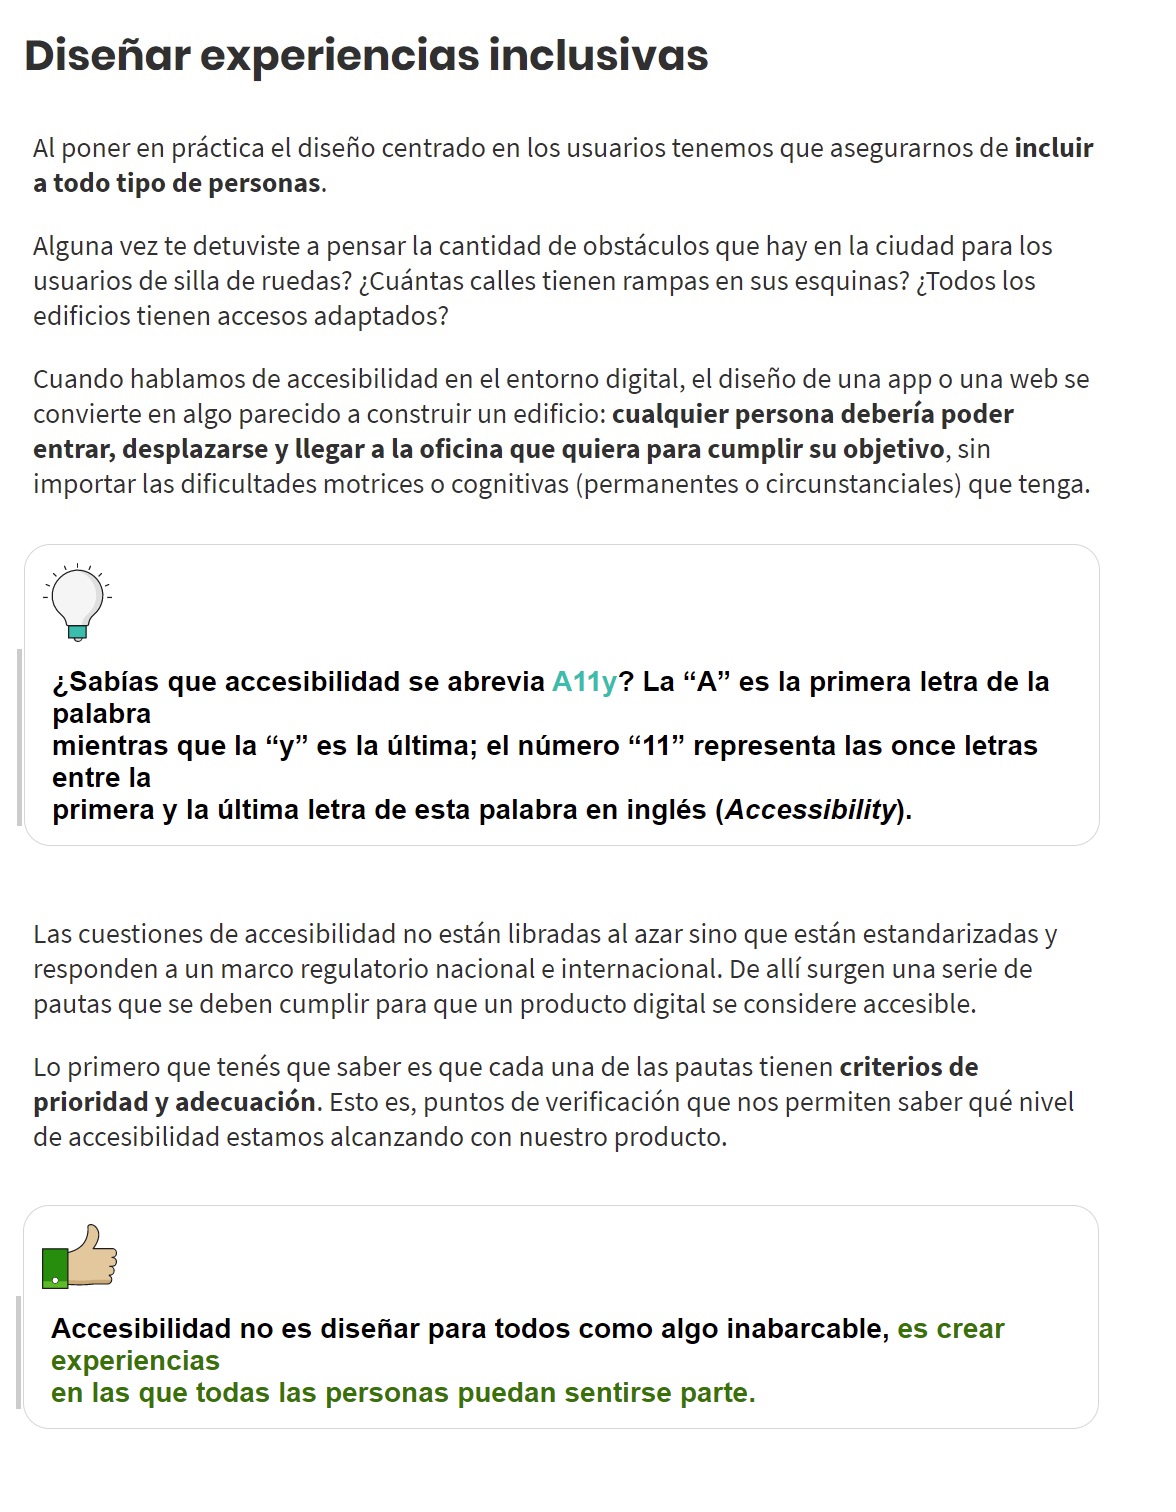 Diseñar experiencias inclusivas
Al poner en práctica el diseño centrado en los usuarios tenemos que asegurarnos de incluir
a todo tipo de personas.
Alguna vez te detuviste a pensar la cantidad de obstáculos que hay en la ciudad para los
usuarios de silla de ruedas? ¿Cuántas calles tienen rampas en sus esquinas? ¿Todos los
edificios tienen accesos adaptados?
Cuando hablamos de accesibilidad en el entorno digital, el diseño de una app o una web se
convierte en algo parecido a construir un edificio: cualquier persona debería poder
entrar, desplazarse y llegar a la oficina que quiera para cumplir su objetivo, sin
importar las dificultades motrices o cognitivas (permanentes o circunstanciales) que tenga.
¿Sabías que accesibilidad se abrevia A11y? La “A” es la primera letra de la
palabra
mientras que la “y” es la última; el número “11” representa las once letras
entre la
primera y la última letra de esta palabra en inglés (Accessibility).
Las cuestiones de accesibilidad no están libradas al azar sino que están estandarizadas y
responden a un marco regulatorio nacional e internacional. De allí surgen una serie de
pautas que se deben cumplir para que un producto digital se considere accesible.
Lo primero que tenés que saber es que cada una de las pautas tienen criterios de
prioridad y adecuación. Esto es, puntos de verificación que nos permiten saber qué nivel
de accesibilidad estamos alcanzando con nuestro producto.
Accesibilidad no es diseñar para todos como algo inabarcable, es crear
experiencias
en las que todas las personas puedan sentirse parte.